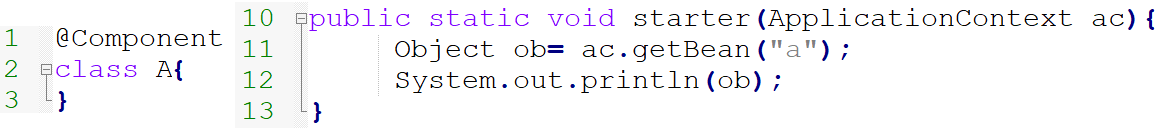 1 @Component
2 class A{
3 }
10 public static void starter(ApplicationContext ac){
11 Object ob= ac.getBean("a");
12 System.out.println(ob);
13 }